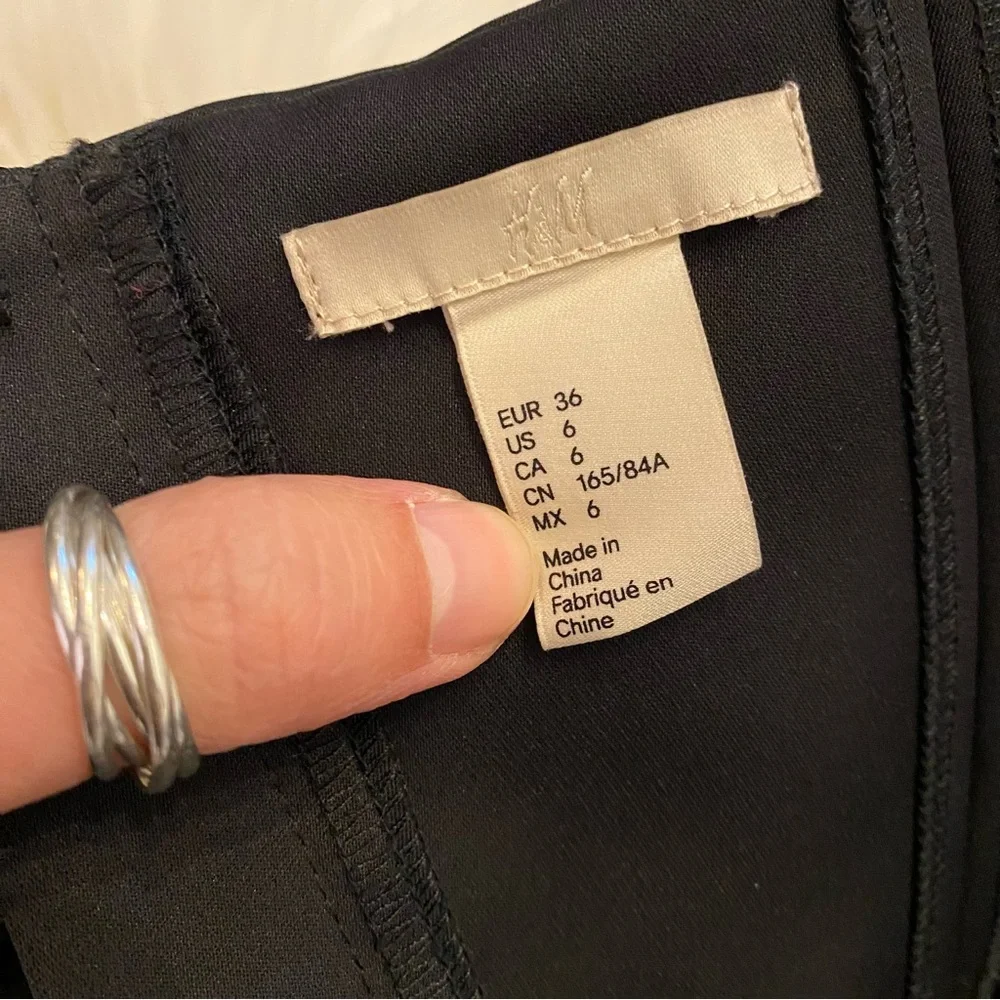 H&M
EUR 36
US 6
CA 6
CN 165/84A
MX 6
Made in
China
Fabriqué en
Chine